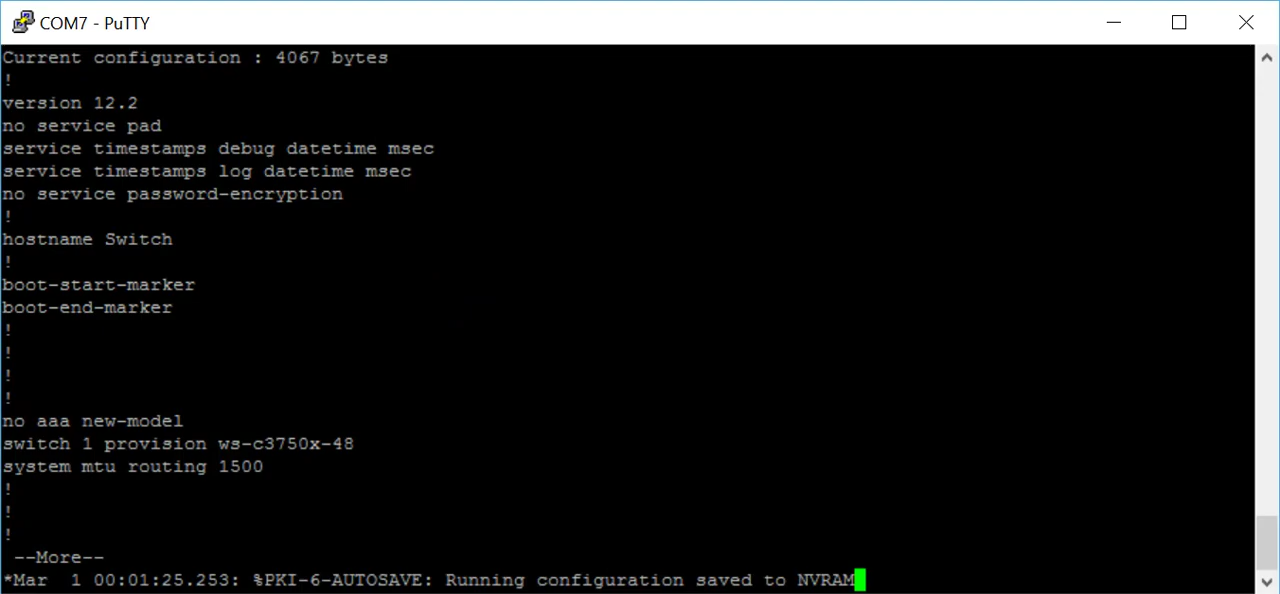 COM7 - PuTTY
Current configuration : 4067 bytes
!
version 12.2
no service pad
service timestamps debug datetime msec
service timestamps log datetime msec
no service password-encryption
!
hostname Switch
!
boot-start-marker
boot-end-marker
!
!
!
!
no aaa new-model
switch 1 provision ws-c3750x-48
system mtu routing 1500
!
!
!
--More--
*Mar  1 00:01:25.253: %PKI-6-AUTOSAVE: Running configuration saved to NVRAM